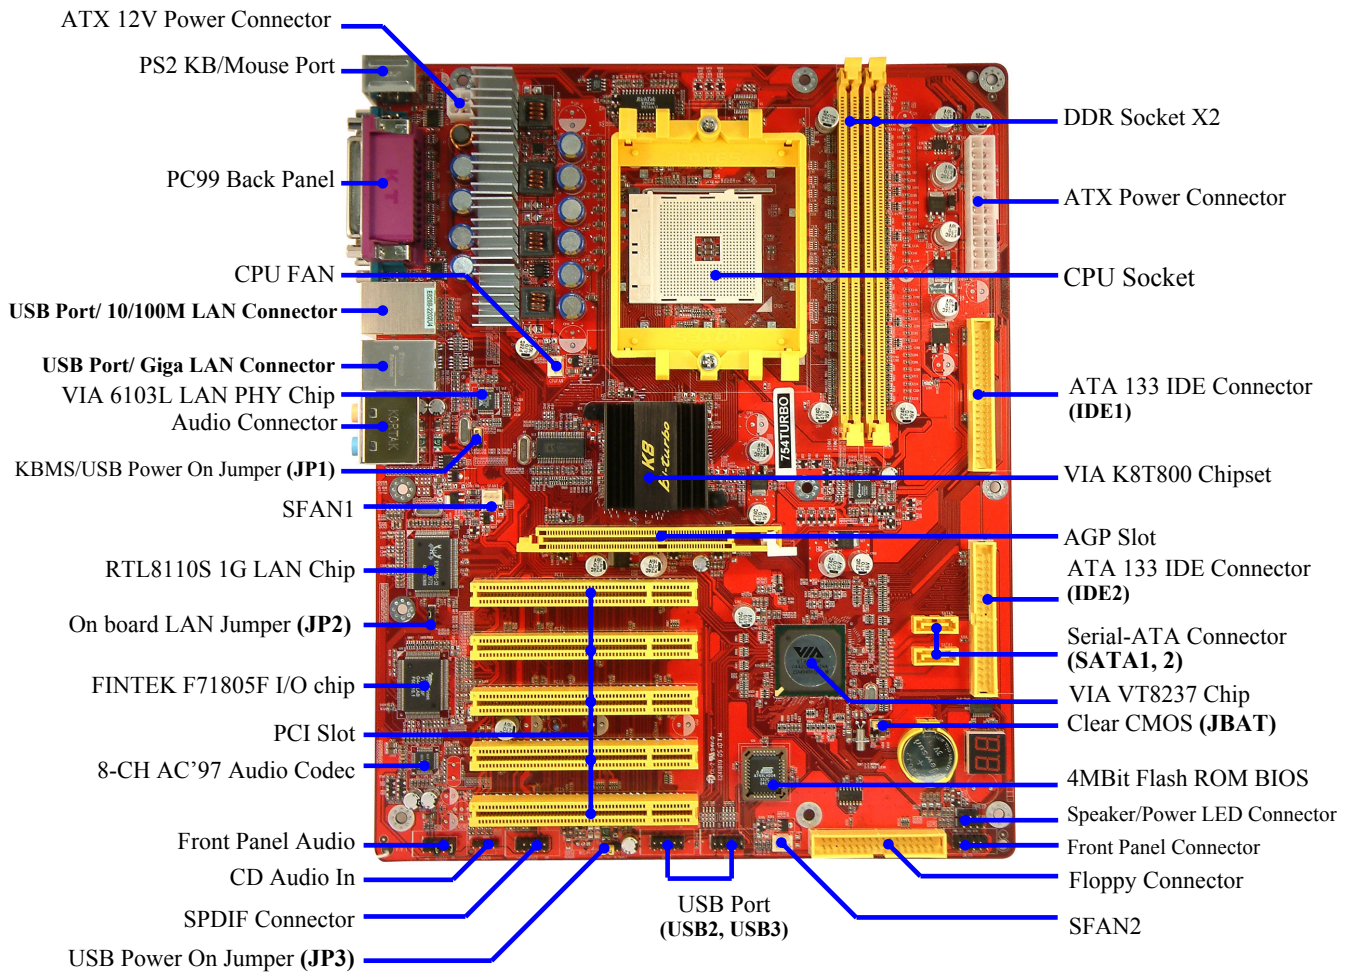 ATX 12V Power Connector
PS2 KB/Mouse Port
PC99 Back Panel
CPU FAN
USB Port/ 10/100M LAN Connector
USB Port/ Giga LAN Connector
VIA 6103L LAN PHY Chip
Audio Connector
KBMS/USB Power On Jumper (JP1)
SFAN1
RTL8110S 1G LAN Chip
On board LAN Jumper (JP2)
FINTEK F71805F I/O chip
PCI Slot
8-CH AC’97 Audio Codec
Front Panel Audio
CD Audio In
SPDIF Connector
USB Power On Jumper (JP3)
USB Port
(USB2, USB3)
DDR Socket X2
ATX Power Connector
CPU Socket
ATA 133 IDE Connector
(IDE1)
VIA K8T800 Chipset
AGP Slot
ATA 133 IDE Connector
(IDE2)
Serial-ATA Connector
(SATA1, 2)
VIA VT8237 Chip
Clear CMOS (JBAT)
4MBit Flash ROM BIOS
Speaker/Power LED Connector
Front Panel Connector
Floppy Connector
SFAN2
754TURBO
K8
VIA